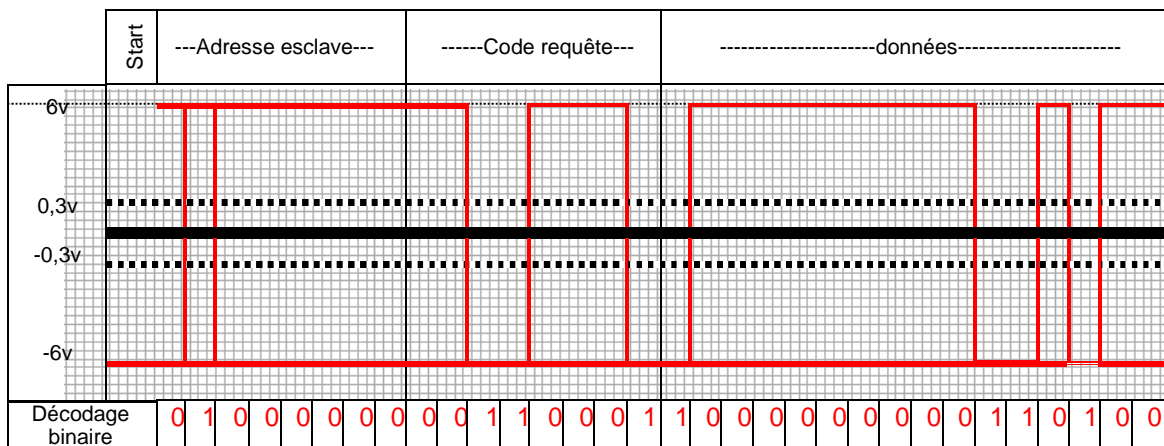 Start
---Adresse esclave---
------Code requête---
----------------------données-----------------------
6v
0,3v
-0,3v
-6v
Décodage
binaire
0 1 0 0 0 0 0 0 0 0 1 1 0 0 0 1 1 0 0 0 0 0 0 0 0 0 1 1 0 1 0 0